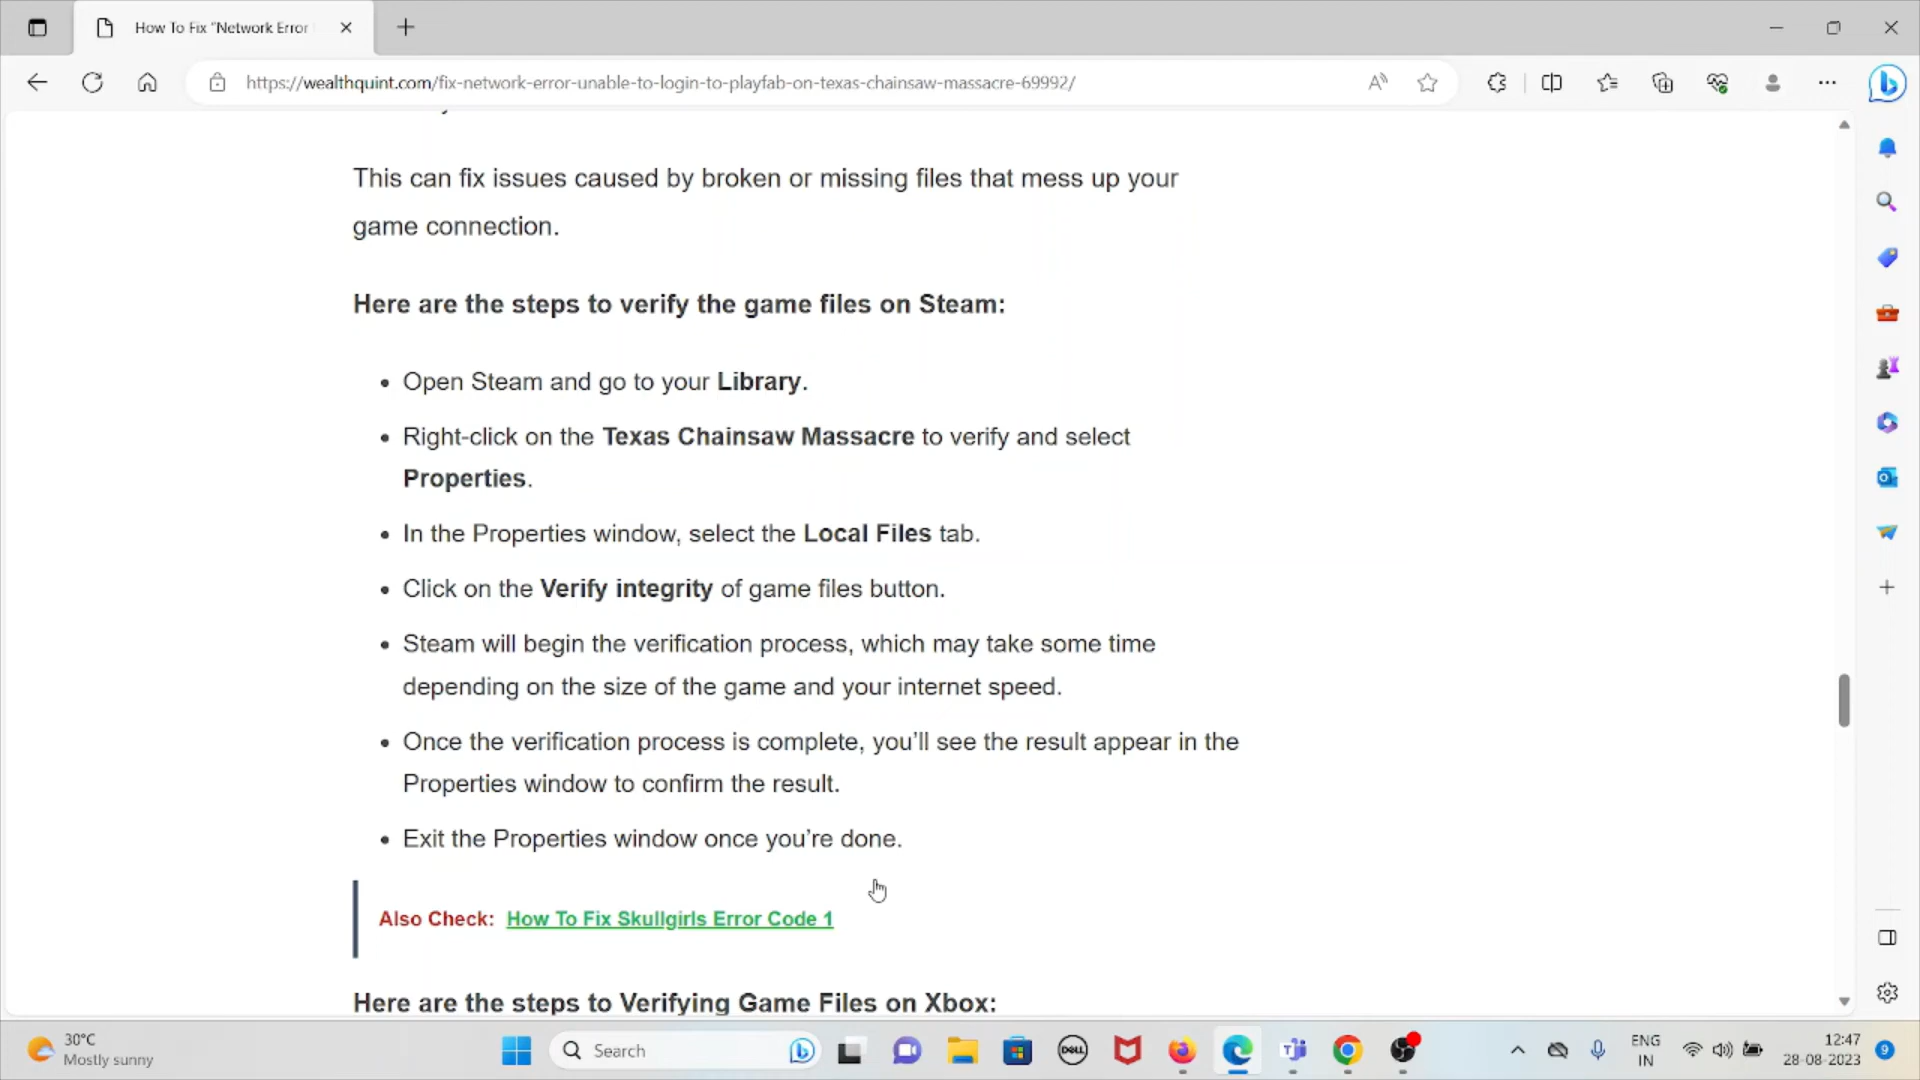 How To Fix "Network Error
https://wealthquint.com/fix-network-error-unable-to-login-to-playfab-on-texas-chainsaw-massacre-69992/
This can fix issues caused by broken or missing files that mess up your
game connection.
Here are the steps to verify the game files on Steam:
• Open Steam and go to your Library.
• Right-click on the Texas Chainsaw Massacre to verify and select
Properties.
• In the Properties window, select the Local Files tab.
• Click on the Verify integrity of game files button.
• Steam will begin the verification process, which may take some time
depending on the size of the game and your internet speed.
• Once the verification process is complete, you’ll see the result appear in the
Properties window to confirm the result.
• Exit the Properties window once you’re done.
Also Check: How To Fix Skullgirls Error Code 1
Here are the steps to Verifying Game Files on Xbox:
30°C
Mostly sunny
Search
DELL
ENG
IN
12:47
28-08-2023
9